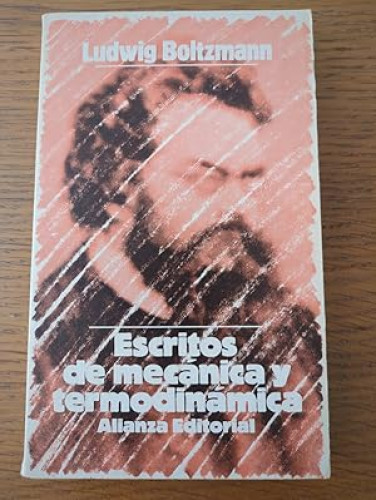 Ludwig Boltzmann
Escritos
de mecánica y
termodinámica
Alianza Editorial